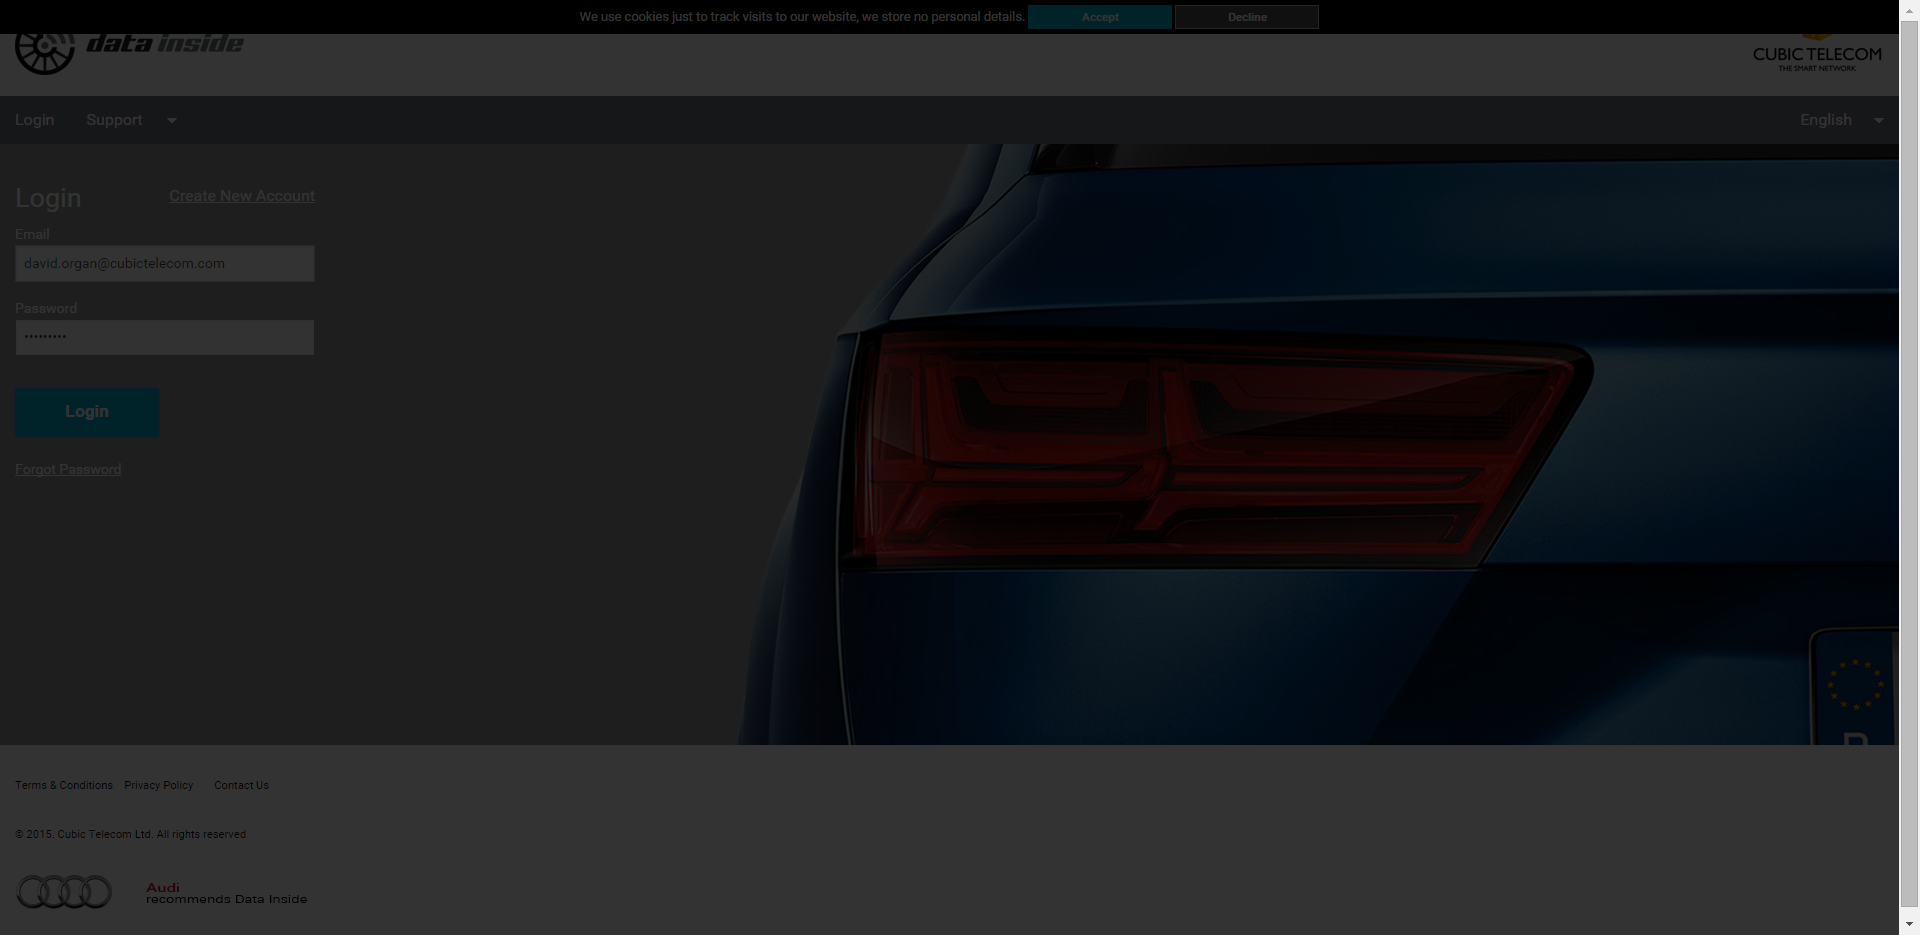 We use cookies just to track visits to our website, we store no personal details. Accept Decline
data inside
CUBIC TELECOM
THE SMART NETWORK
Login Support English
Login Create New Account
Email
david.organ@cubictelecom.com
Password
•••••••••
Login
Forgot Password
D
Terms & Conditions Privacy Policy Contact Us
© 2015. Cubic Telecom Ltd. All rights reserved
Audi
recommends Data Inside